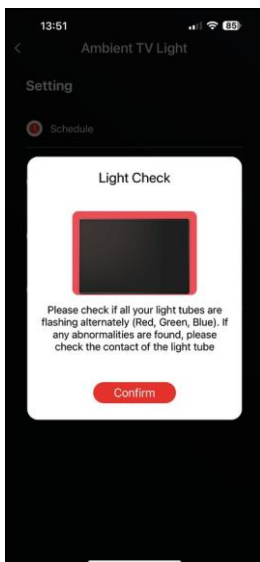 13:51
85
Ambient TV Light
Setting
Schedule
Light Check
Please check if all your light tubes are
flashing alternately (Red, Green, Blue). If
any abnormalities are found, please
check the contact of the light tube
Confirm